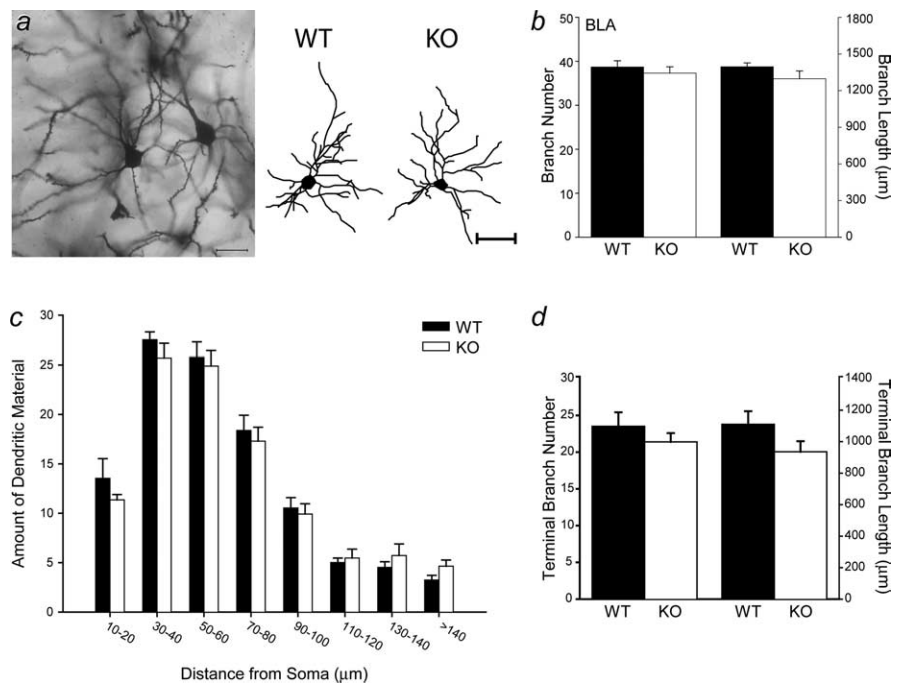 a
WT
KO
b
BLA
50
40
30
20
10
0
Branch Number
1800
1500
1200
900
600
300
0
Branch Length (μm)
WT KO WT KO
c
30
25
20
15
10
5
0
Amount of Dendritic Material
WT
KO
10-20 30-40 50-60 70-80 90-100 110-120 130-140 >140
Distance from Soma (μm)
d
30
25
20
15
10
5
0
Terminal Branch Number
1400
1200
1000
800
600
400
200
0
Terminal Branch Length (μm)
WT KO WT KO